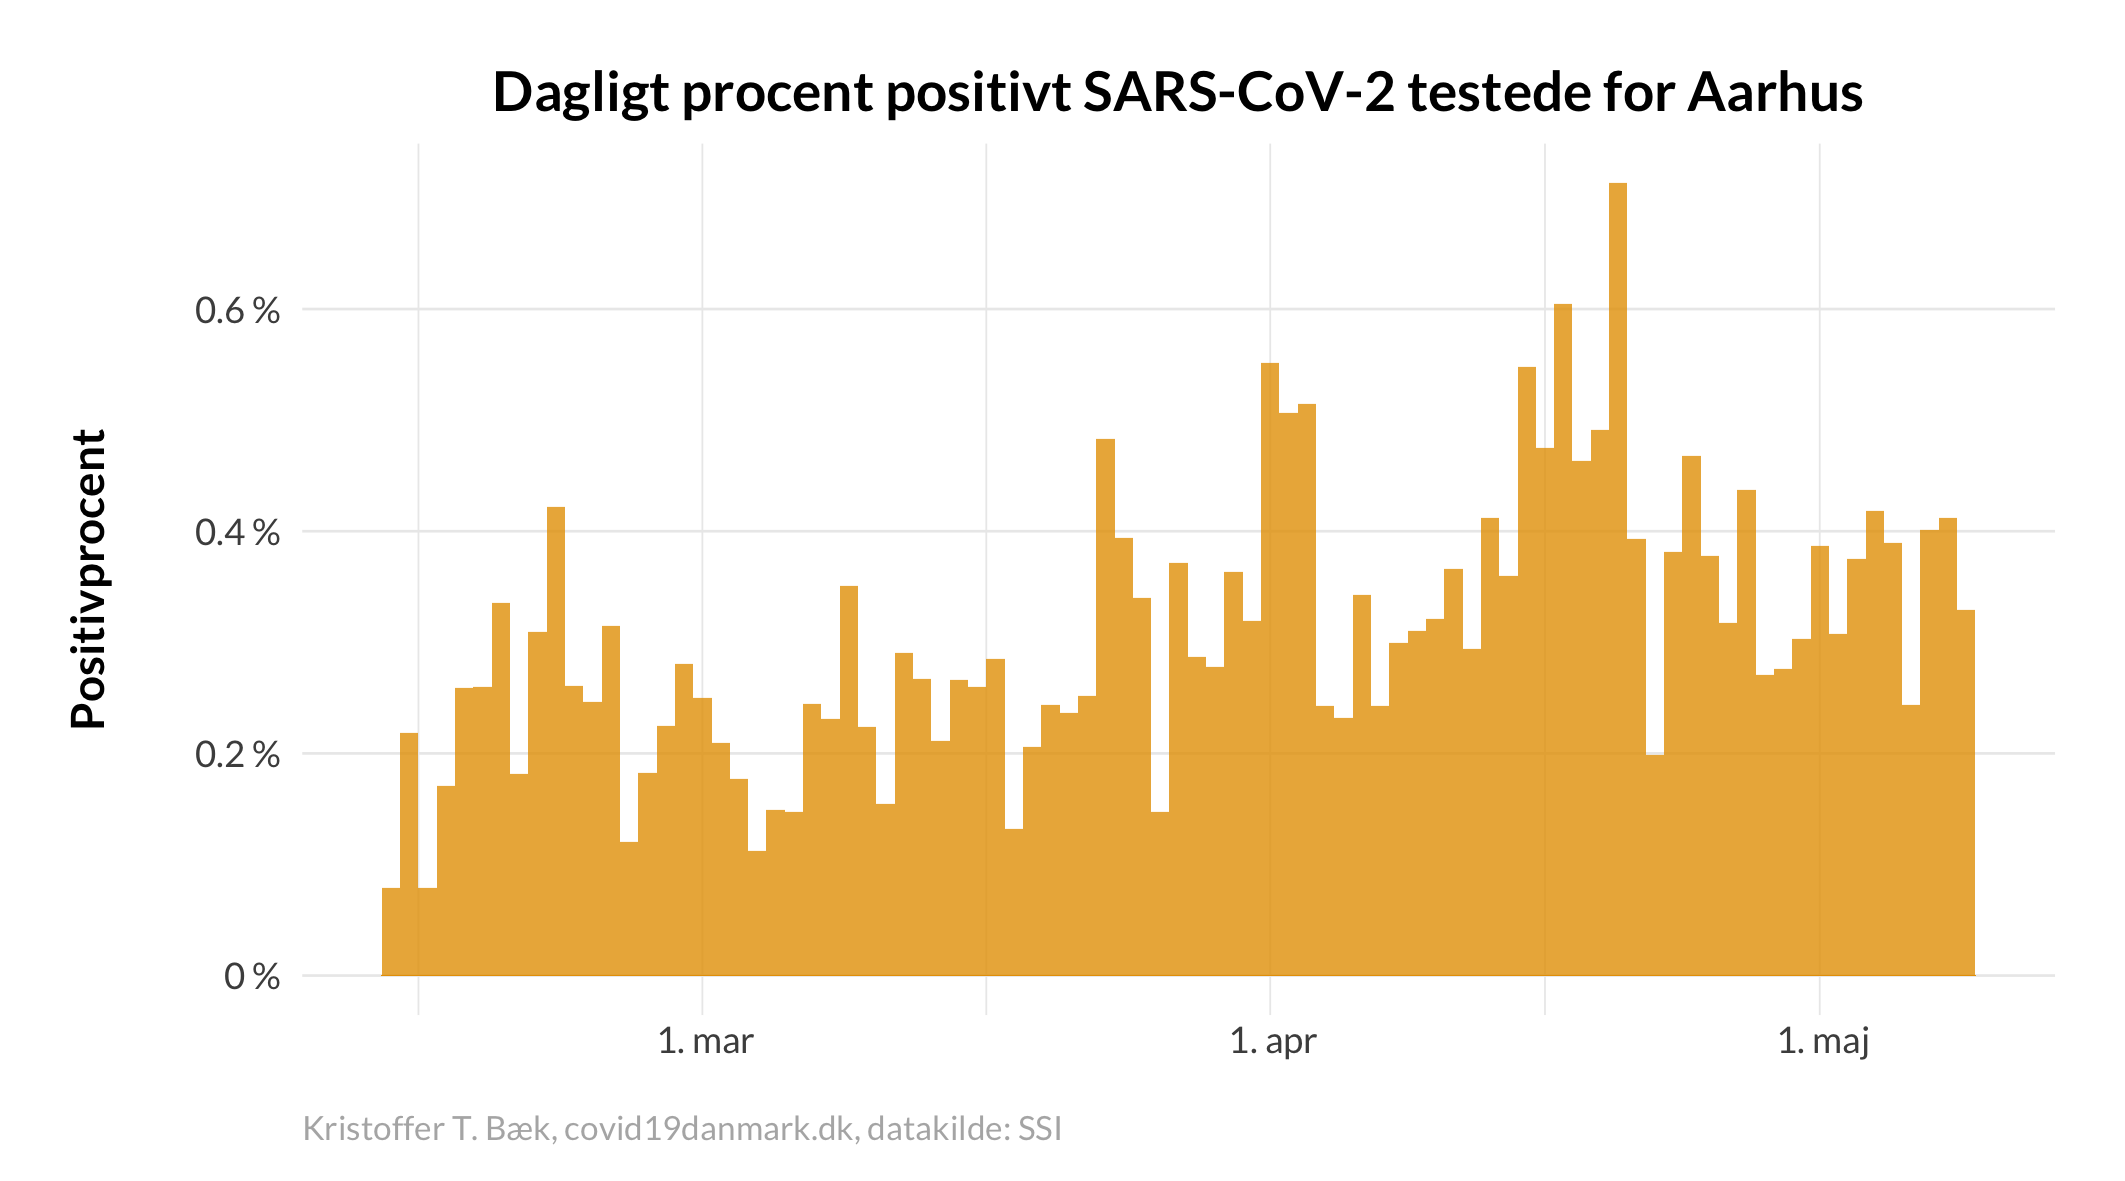 Dagligt procent positivt SARS-CoV-2 testede for Aarhus
Positivprocent
0.6 %
0.4 %
0.2 %
0 %
1. mar
1. apr
1. maj
Kristoffer T. Bæk, covid19danmark.dk, datakilde: SSI